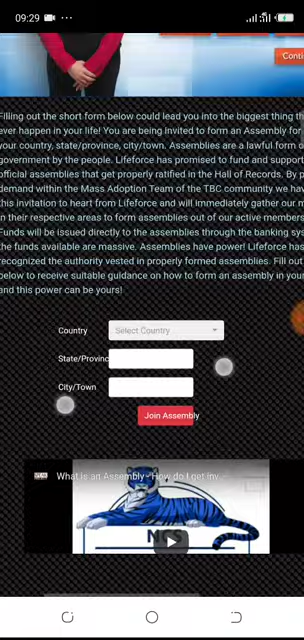 09:29
Conti
Filling out the short form below could lead you into the biggest thing th
ever happen in your life! You are being invited to form an Assembly for
your country, state/province, city/town. Assemblies are a lawful form o
government by the people. Lifeforce has promised to fund and support
official assemblies that get properly ratified in the Hall of Records. By p
demand within the Mass Adoption Team of the TBC community we hav
this invitation to heart from Lifeforce and will immediately gather our m
in their respective areas to form assemblies out of our active members
Funds will be issued directly to the assemblies through the banking sys
the funds available are massive. Assemblies have power! Lifeforce has
recognized the authority vested in properly formed assemblies. Fill out
below to receive suitable guidance on how to form an assembly in your
and this power can be yours!
Country
Select Country
State/Provinc
City/Town
Join Assembly
What is an Assembly - How do I get Inv